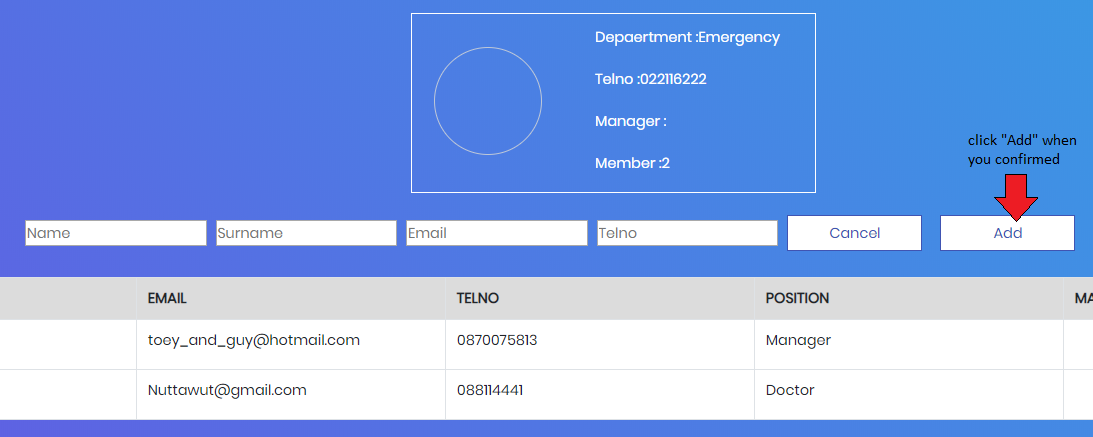 Depaertment :Emergency
Telno :022116222
Manager :
Member :2
click "Add" when
you confirmed
Name Surname Email Telno Cancel Add
EMAIL TELNO POSITION MA
toey_and_guy@hotmail.com 0870075813 Manager
Nuttawut@gmail.com 088114441 Doctor